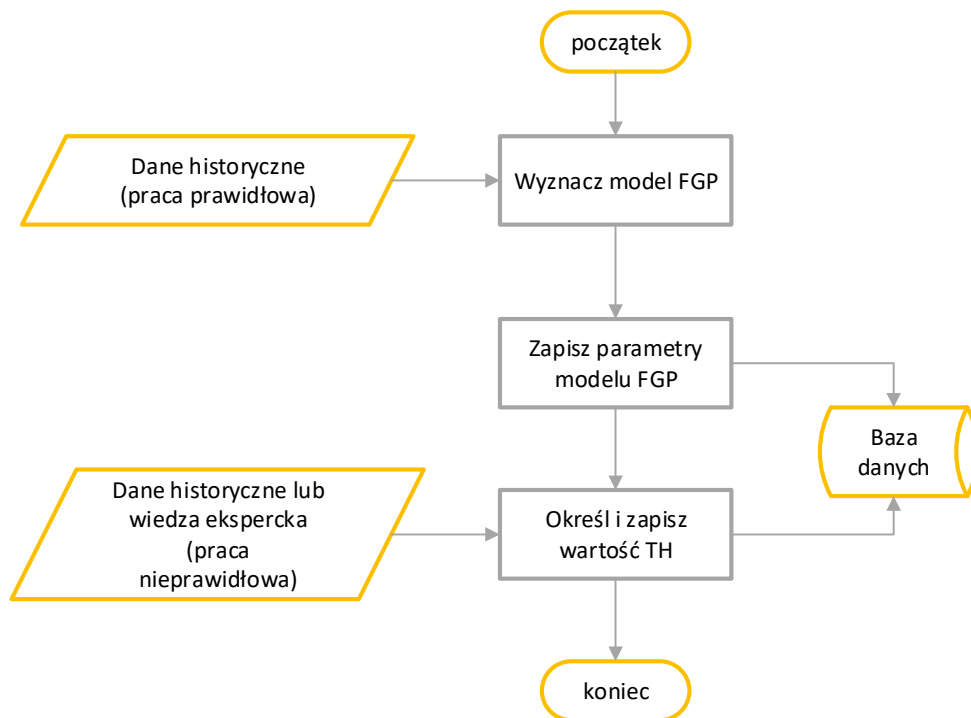 początek
Dane historyczne
(praca prawidłowa)
Wyznacz model FGP
Zapisz parametry
modelu FGP
Baza
danych
Dane historyczne lub
wiedza ekspercka
(praca
nieprawidłowa)
Określ i zapisz
wartość TH
koniec